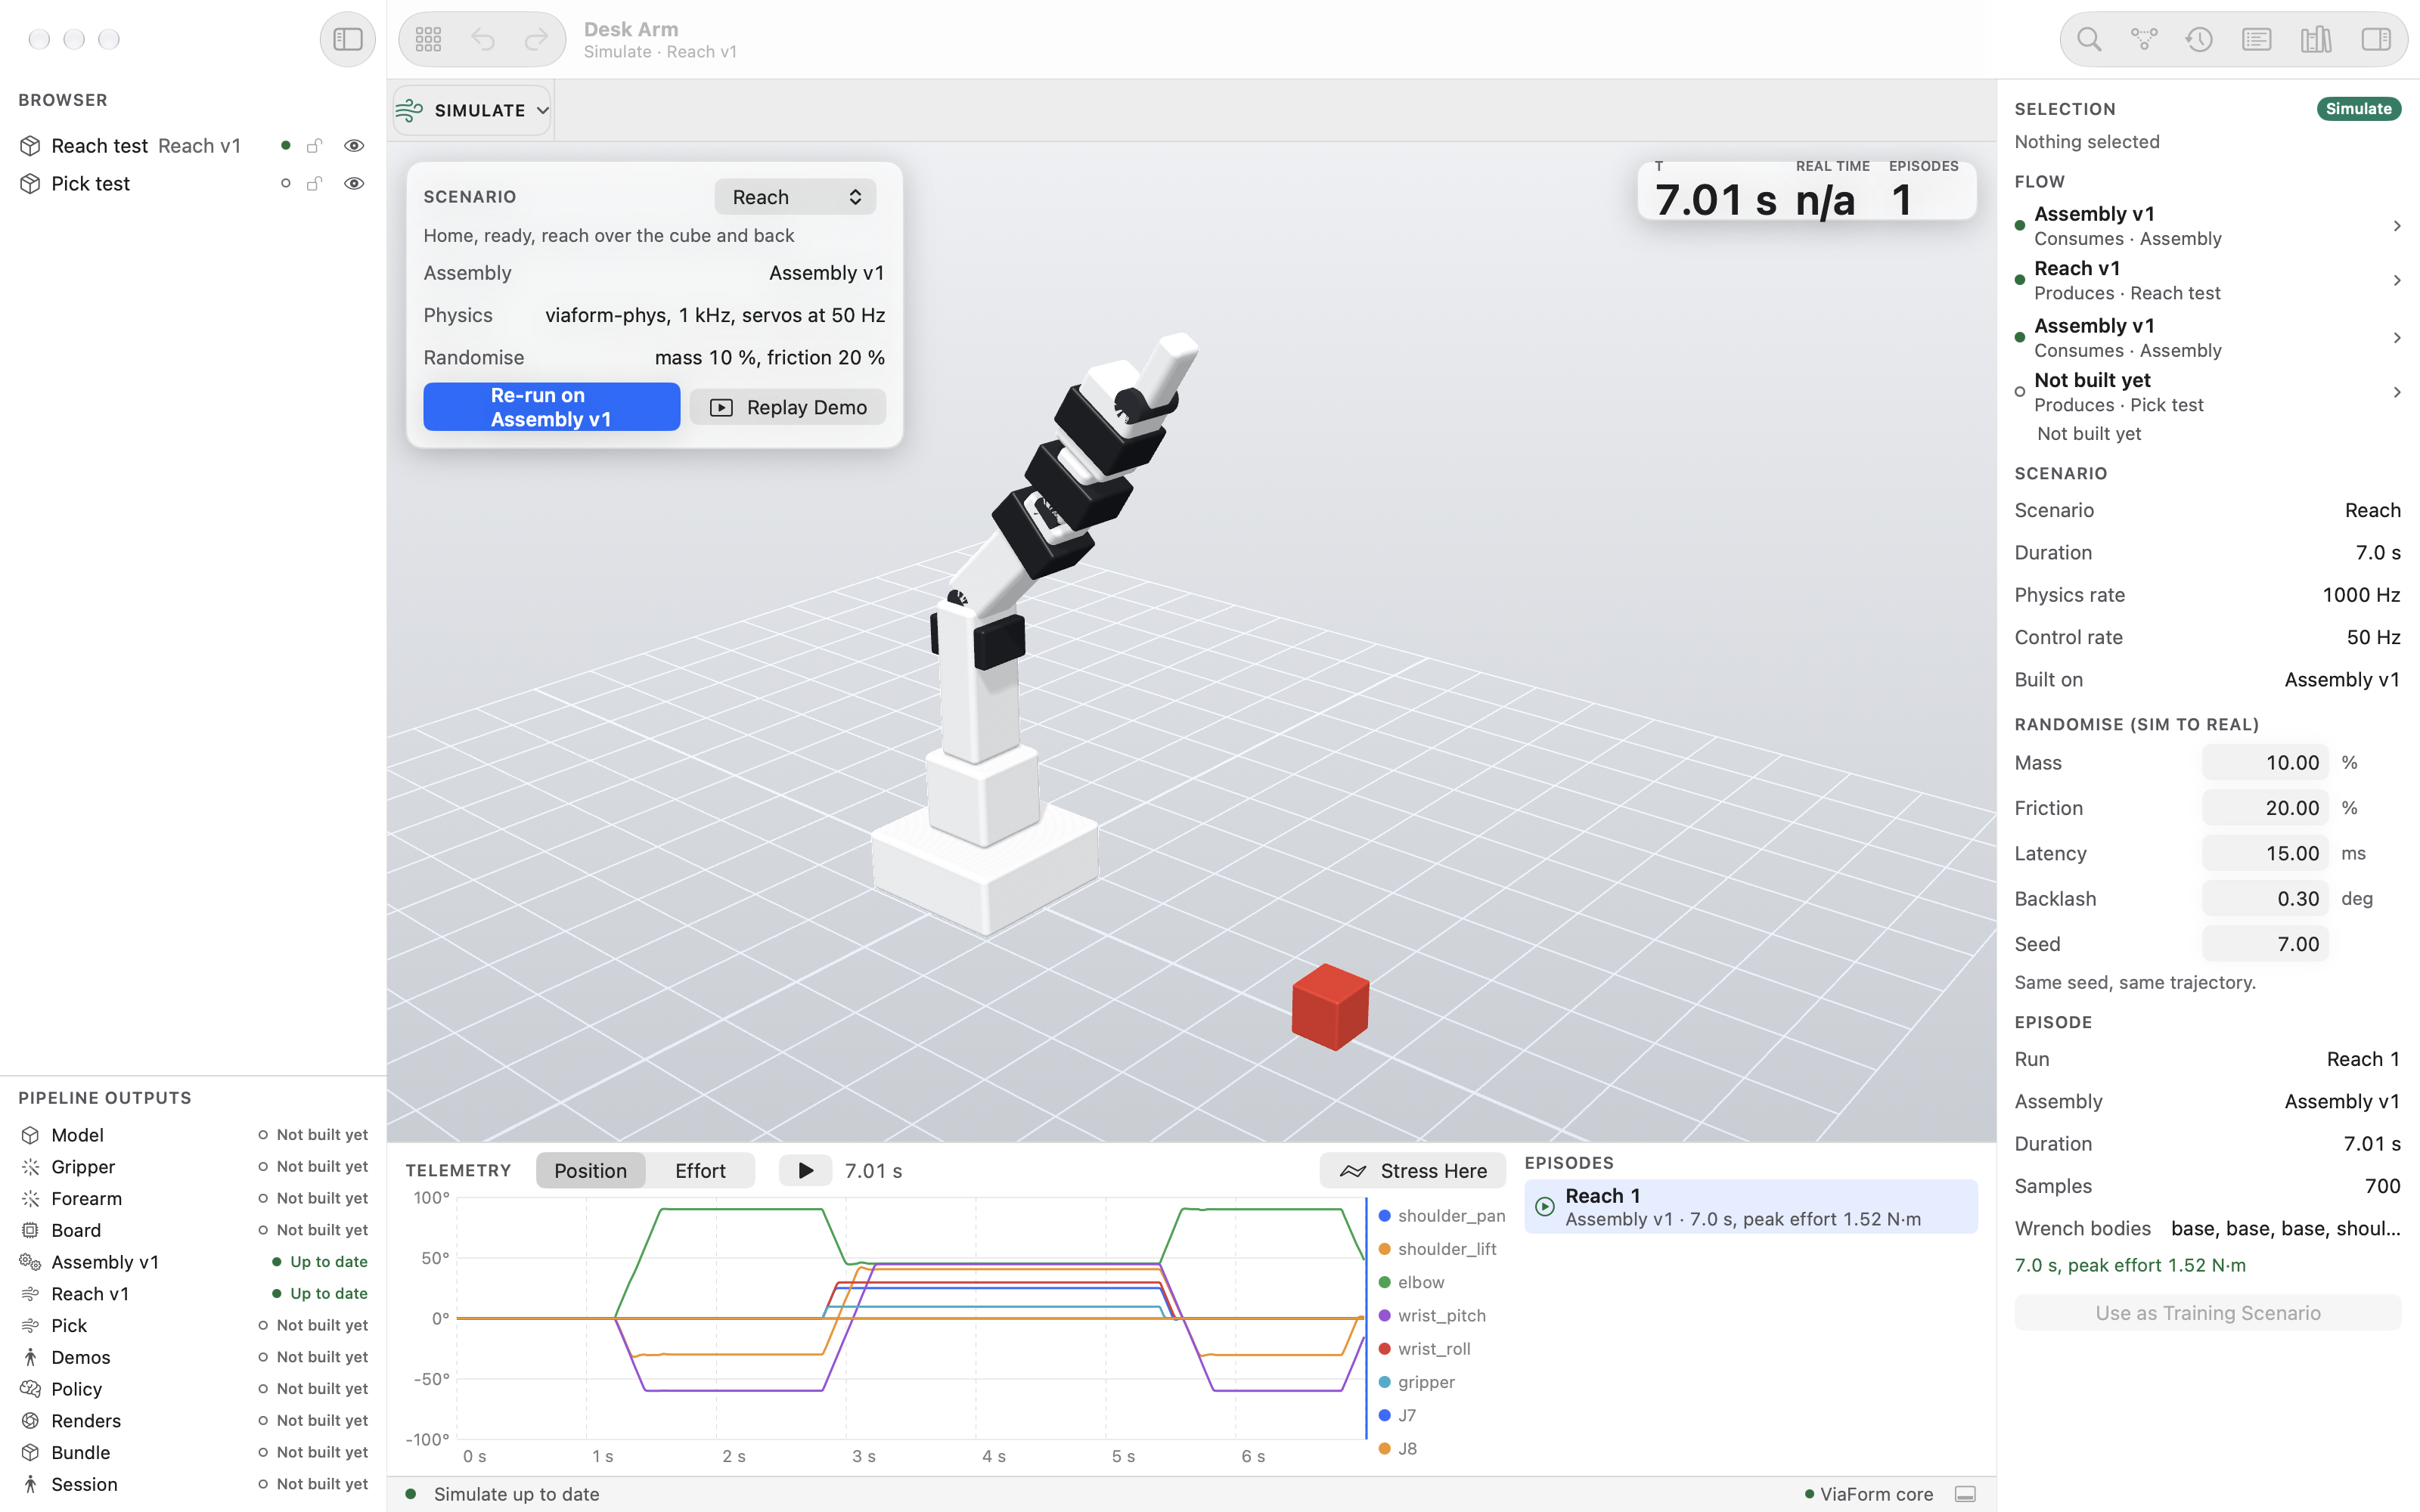 Desk Arm
Simulate · Reach v1
BROWSER
Reach test Reach v1
Pick test
SIMULATE
SCENARIO Reach
Home, ready, reach over the cube and back
Assembly Assembly v1
Physics viaform-phys, 1 kHz, servos at 50 Hz
Randomise mass 10 %, friction 20 %
Re-run on
Assembly v1
Replay Demo
T REAL TIME EPISODES
7.01 s n/a 1
SELECTION Simulate
Nothing selected
FLOW
Assembly v1
Consumes · Assembly
Reach v1
Produces · Reach test
Assembly v1
Consumes · Assembly
Not built yet
Produces · Pick test
Not built yet
SCENARIO
Scenario Reach
Duration 7.0 s
Physics rate 1000 Hz
Control rate 50 Hz
Built on Assembly v1
RANDOMISE (SIM TO REAL)
Mass 10.00 %
Friction 20.00 %
Latency 15.00 ms
Backlash 0.30 deg
Seed 7.00
Same seed, same trajectory.
EPISODE
Run Reach 1
Assembly Assembly v1
Duration 7.01 s
Samples 700
Wrench bodies base, base, base, shoul...
7.0 s, peak effort 1.52 N·m
Use as Training Scenario
PIPELINE OUTPUTS
Model Not built yet
Gripper Not built yet
Forearm Not built yet
Board Not built yet
Assembly v1 Up to date
Reach v1 Up to date
Pick Not built yet
Demos Not built yet
Policy Not built yet
Renders Not built yet
Bundle Not built yet
Session Not built yet
TELEMETRY Position Effort 7.01 s Stress Here
100°
50°
0°
-50°
-100°
0 s 1 s 2 s 3 s 4 s 5 s 6 s
shoulder_pan
shoulder_lift
elbow
wrist_pitch
wrist_roll
gripper
J7
J8
EPISODES
Reach 1
Assembly v1 · 7.0 s, peak effort 1.52 N·m
Simulate up to date
ViaForm core